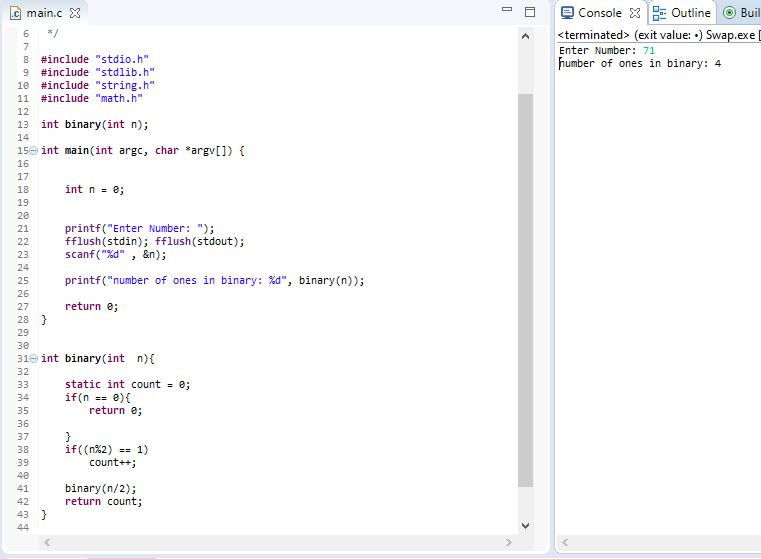 main.c
6 */
7
8 #include "stdio.h"
9 #include "stdlib.h"
10 #include "string.h"
11 #include "math.h"
12
13 int binary(int n);
14
15 int main(int argc, char *argv[]) {
16
17
18 int n = 0;
19
20
21 printf("Enter Number: ");
22 fflush(stdin); fflush(stdout);
23 scanf("%d" , &n);
24
25 printf("number of ones in binary: %d", binary(n));
26
27 return 0;
28 }
29
30
31 int binary(int  n){
32
33 static int count = 0;
34 if(n == 0){
35 return 0;
36
37 }
38 if((n%2) == 1)
39 count++;
40
41 binary(n/2);
42 return count;
43 }
44
Console Outline Buil
<terminated> (exit value: •) Swap.exe [
Enter Number: 71
number of ones in binary: 4